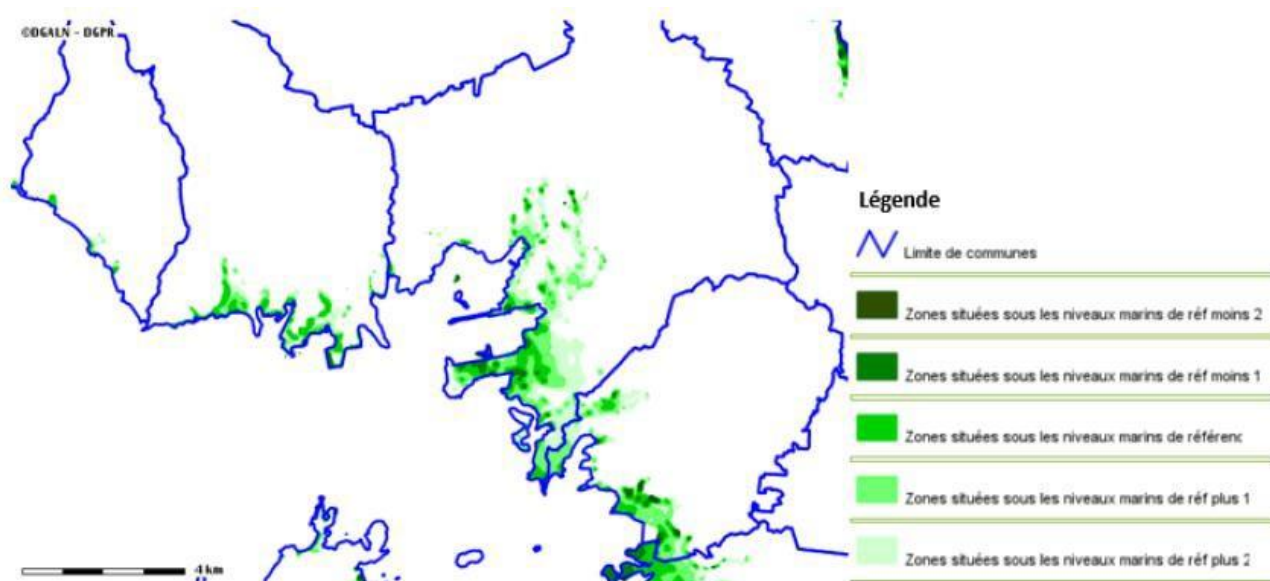 ©DGALN - DGPR
Légende
Limite de communes
Zones situées sous les niveaux marins de réf moins 2
Zones situées sous les niveaux marins de réf moins 1
Zones situées sous les niveaux marins de référenc
Zones situées sous les niveaux marins de réf plus 1
Zones situées sous les niveaux marins de réf plus 2
4 km